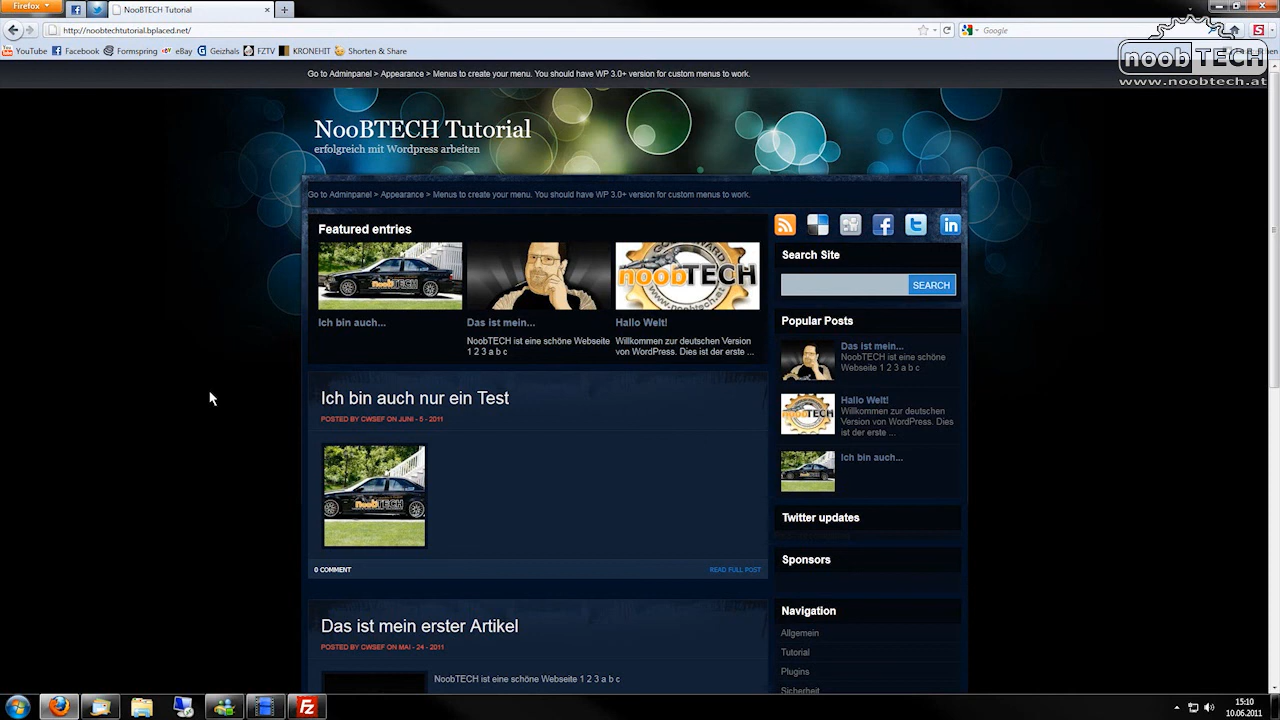 Firefox
NooBTECH Tutorial
http://noobtechtutorial.bplaced.net/
Google
YouTube Facebook Formspring eBay Geizhals FZTV KRONEHIT Shorten & Share
noobTECH
www.noobtech.at
Go to Adminpanel > Appearance > Menus to create your menu. You should have WP 3.0+ version for custom menus to work.
NooBTECH Tutorial
erfolgreich mit Wordpress arbeiten
Go to Adminpanel > Appearance > Menus to create your menu. You should have WP 3.0+ version for custom menus to work.
Featured entries
noobTECH
noobTECH
www.noobtech.at
Ich bin auch...
Das ist mein...
NoobTECH ist eine schöne Webseite
1 2 3 a b c
Hallo Welt!
Willkommen zur deutschen Version
von WordPress. Dies ist der erste ...
Ich bin auch nur ein Test
POSTED BY CWSEF ON JUNI - 5 - 2011
noobTECH
0 COMMENT
READ FULL POST
Das ist mein erster Artikel
POSTED BY CWSEF ON MAI - 24 - 2011
NoobTECH ist eine schöne Webseite 1 2 3 a b c
Search Site
SEARCH
Popular Posts
Das ist mein...
NoobTECH ist eine schöne
Webseite 1 2 3 a b c
noobTECH
Hallo Welt!
Willkommen zur deutschen
Version von WordPress. Dies
ist der erste ...
Ich bin auch...
Twitter updates
Sponsors
Navigation
Allgemein
Tutorial
Plugins
Sicherheit
15:10
10.06.2011